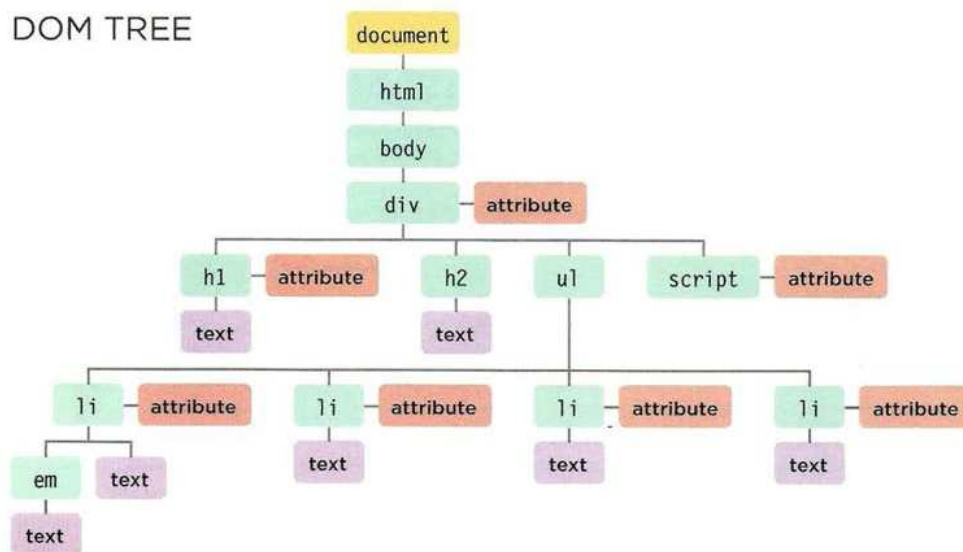 DOM TREE
document
html
body
div attribute
h1 attribute h2 ul script attribute
text text
li attribute li attribute li attribute li attribute
text text text
em text
text